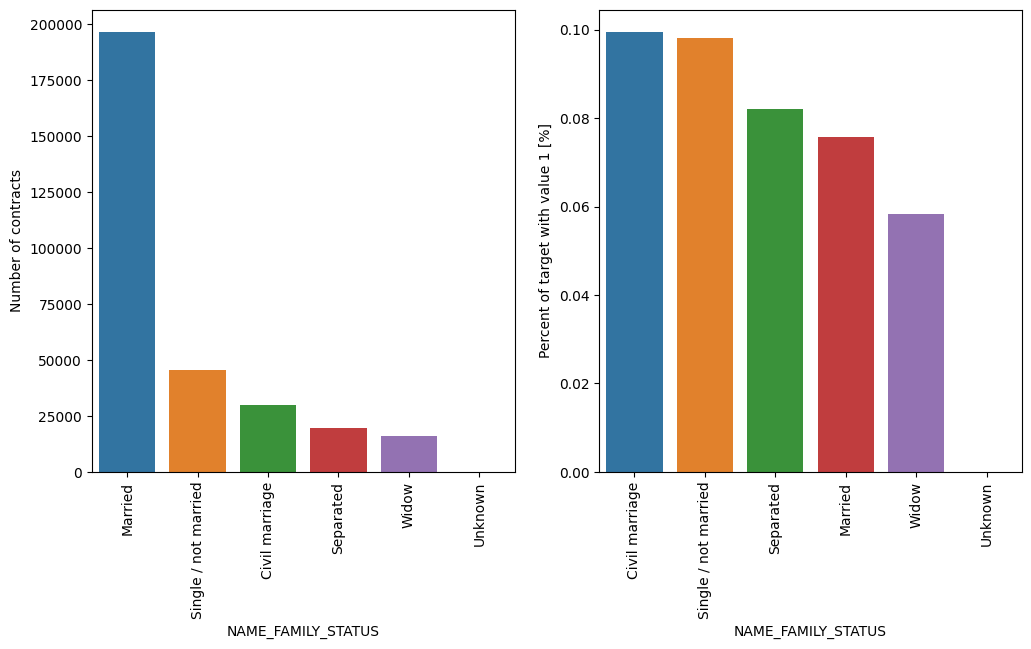 200000
175000
150000
125000
100000
75000
50000
25000
0
Number of contracts
Married
Single / not married
Civil marriage
Separated
Widow
Unknown
NAME_FAMILY_STATUS
0.10
0.08
0.06
0.04
0.02
0.00
Percent of target with value 1 [%]
Civil marriage
Single / not married
Separated
Married
Widow
Unknown
NAME_FAMILY_STATUS